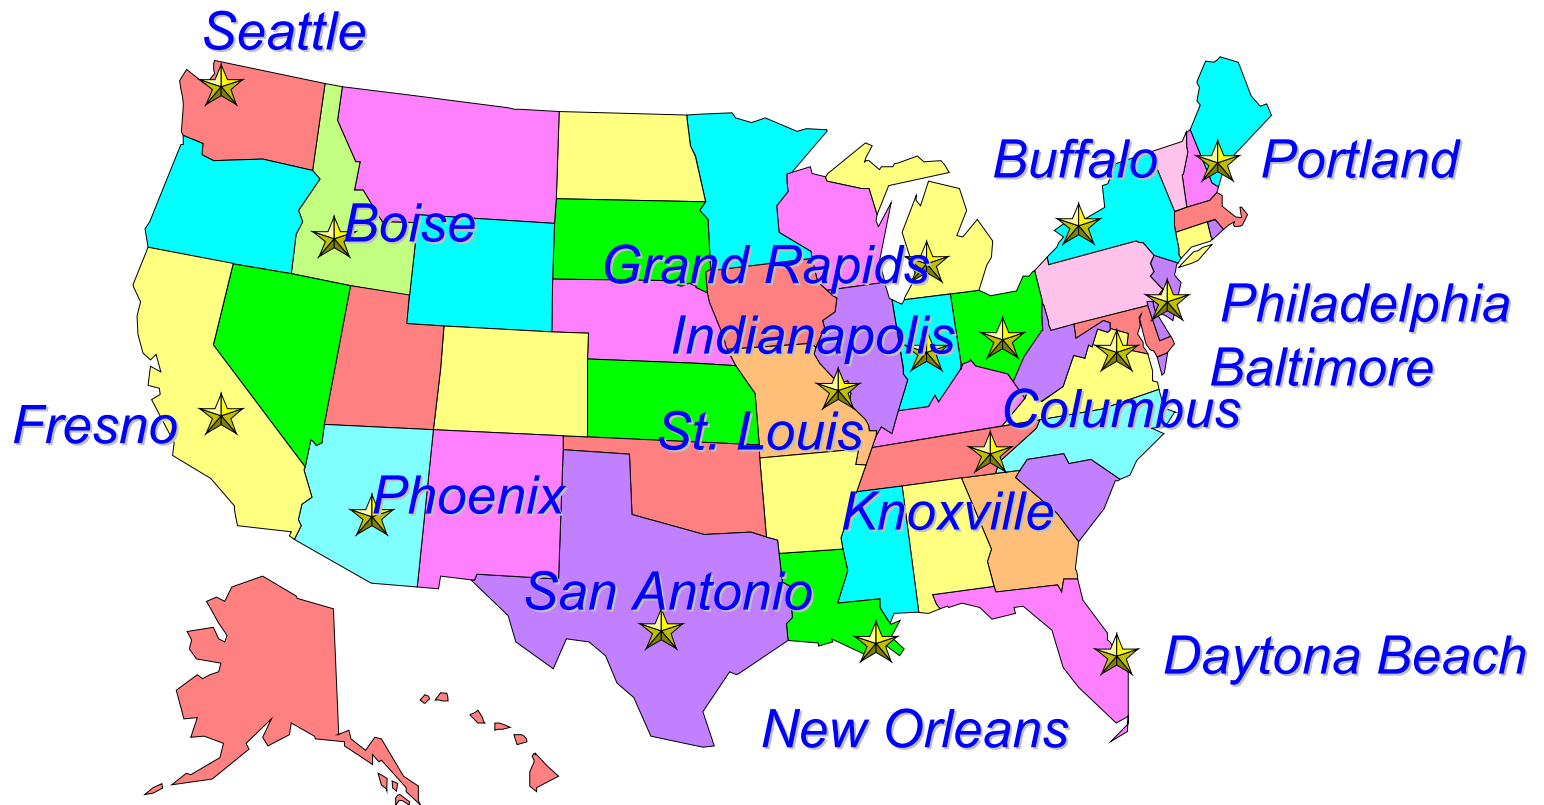 Seattle
Buffalo
Portland
Boise
Grand Rapids
Philadelphia
Indianapolis
Baltimore
Columbus
Fresno
St. Louis
Phoenix
Knoxville
San Antonio
Daytona Beach
New Orleans